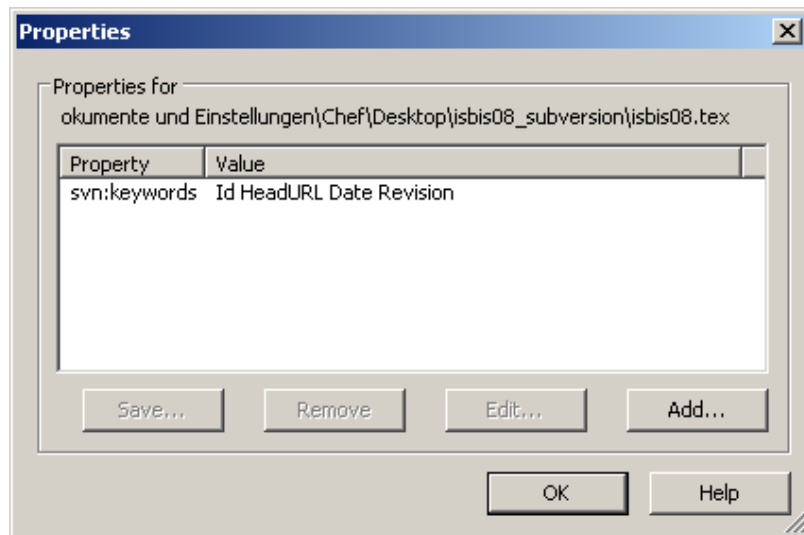 Properties
Properties for
okumente und Einstellungen\Chef\Desktop\isbis08_subversion\isbis08.tex
Property Value
svn:keywords Id HeadURL Date Revision
Save... Remove Edit... Add...
OK Help